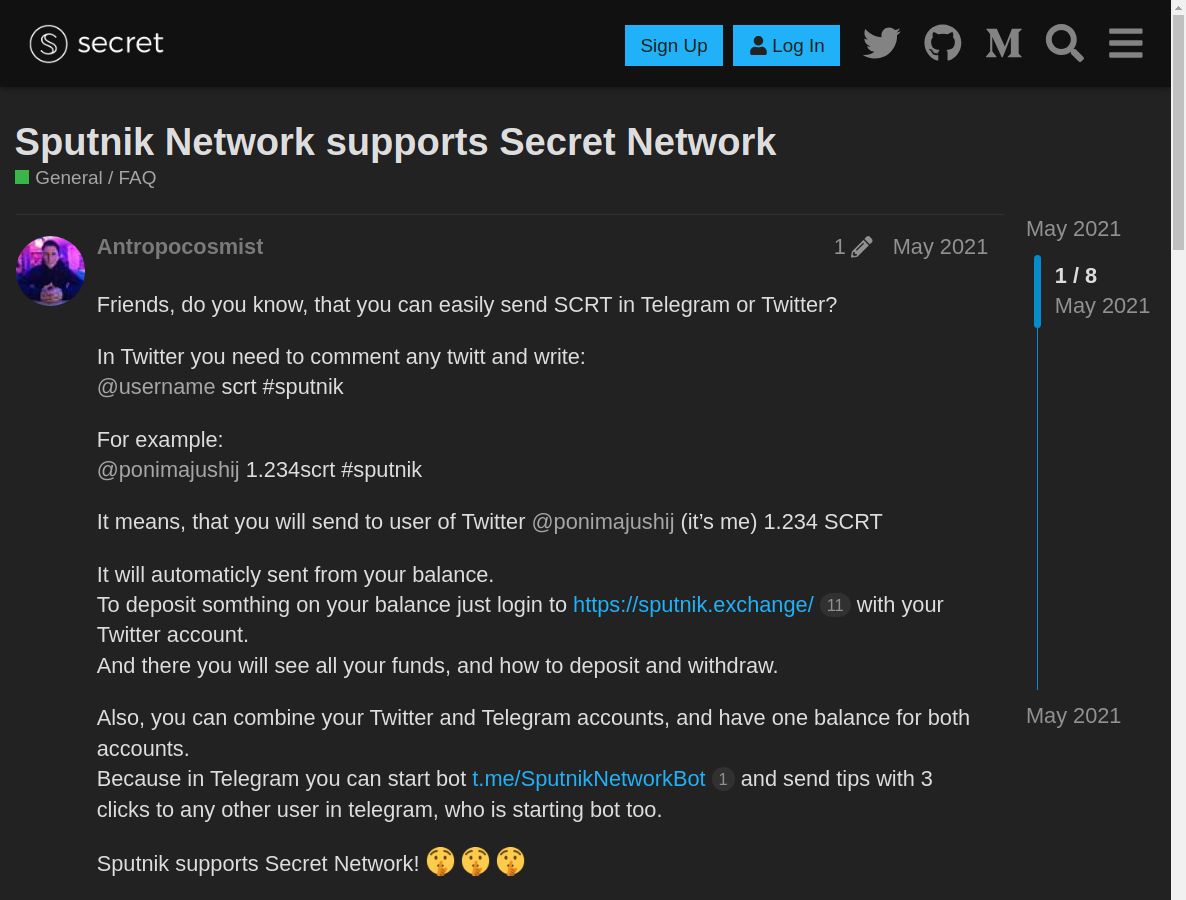 secret
Sign Up
Log In
Sputnik Network supports Secret Network
General / FAQ
Antropocosmist
1
May 2021
May 2021
1 / 8
May 2021
Friends, do you know, that you can easily send SCRT in Telegram or Twitter?
In Twitter you need to comment any twitt and write:
@username scrt #sputnik
For example:
@ponimajushij 1.234scrt #sputnik
It means, that you will send to user of Twitter @ponimajushij (it’s me) 1.234 SCRT
It will automaticly sent from your balance.
To deposit somthing on your balance just login to https://sputnik.exchange/ 11 with your
Twitter account.
And there you will see all your funds, and how to deposit and withdraw.
Also, you can combine your Twitter and Telegram accounts, and have one balance for both
accounts.
Because in Telegram you can start bot t.me/SputnikNetworkBot 1 and send tips with 3
clicks to any other user in telegram, who is starting bot too.
Sputnik supports Secret Network!
May 2021